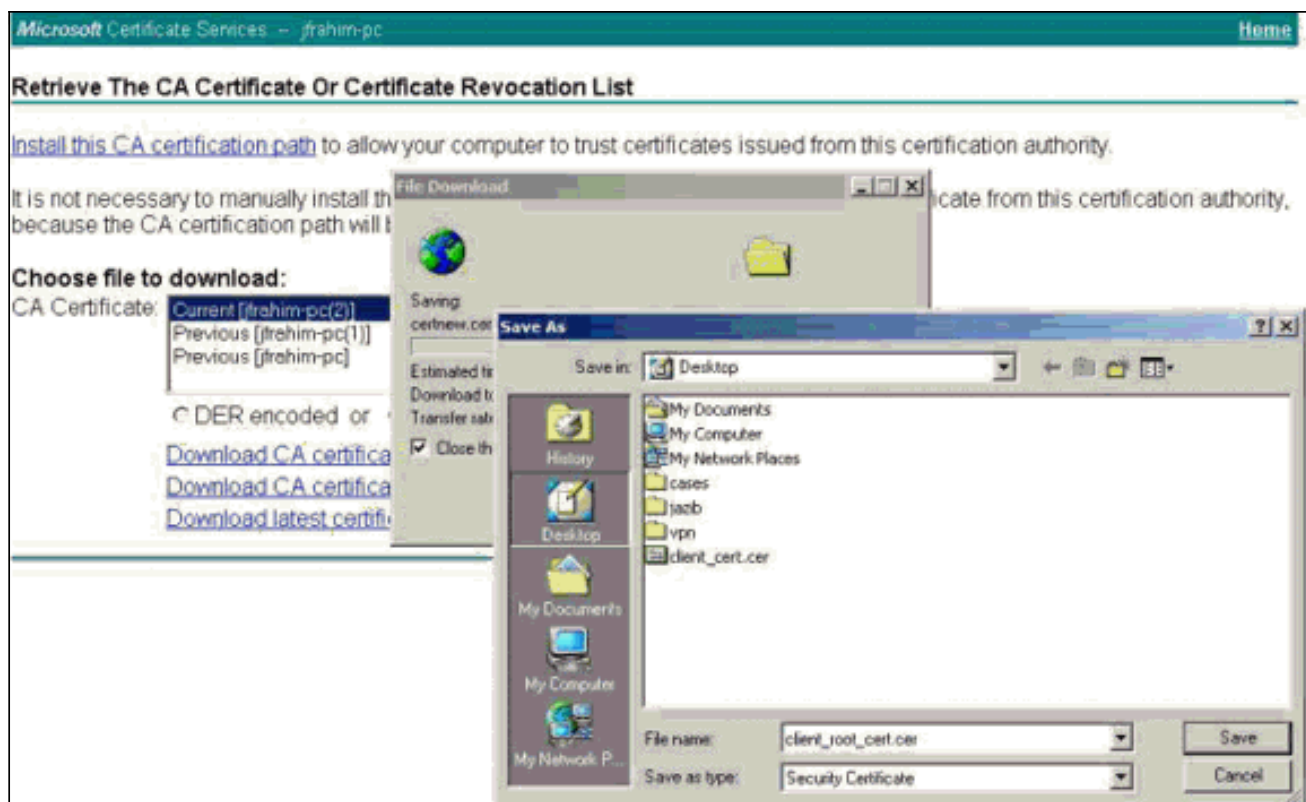 Microsoft Certificate Services -- jfrahim-pc Home
Retrieve The CA Certificate Or Certificate Revocation List
Install this CA certification path to allow your computer to trust certificates issued from this certification authority.
It is not necessary to manually install th
icate from this certification authority,
because the CA certification path will
Choose file to download:
CA Certificate:
Current [jfrahim-pc(2)]
Previous [jfrahim-pc(1)]
Previous [jfrahim-pc]
DER encoded or
Download CA certifica
Download CA certifica
Download latest certifi
File Download
Saving:
Estimated
Download
Transfer
Close th
Save As
Save in: Desktop
History
Desktop
My Documents
My Computer
My Network P...
My Documents
My Computer
My Network Places
cases
jazib
vpn
client_cert.cer
File name: client_root_cert.cer
Save
Save as type: Security Certificate
Cancel